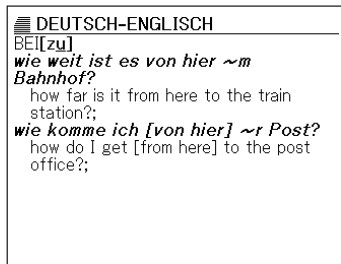 DEUTSCH-ENGLISCH
BEI[zu]
wie weit ist es von hier ~m
Bahnhof?
how far is it from here to the train
station?;
wie komme ich [von hier] ~r Post?
how do I get [from here] to the post
office?;